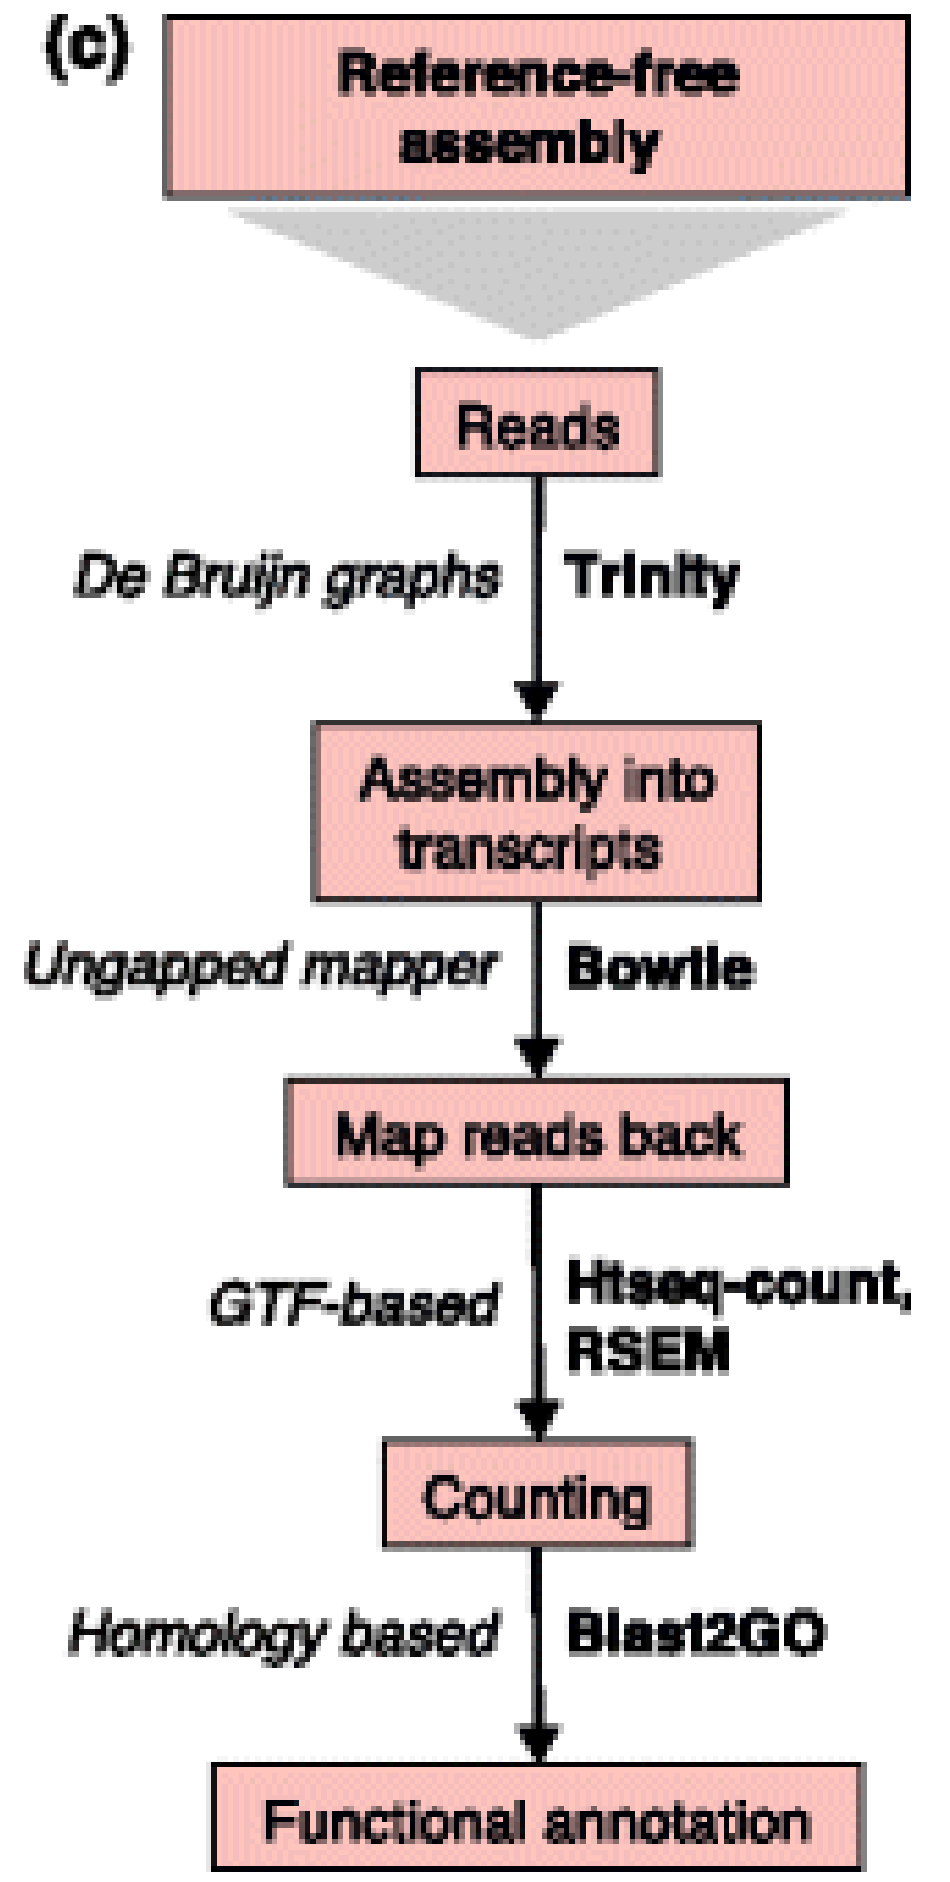 (c)
Reference-free
assembly
Reads
De Bruijn graphs
Trinity
Assembly into
transcripts
Ungapped mapper
Bowtie
Map reads back
GTF-based
Htseq-count,
RSEM
Counting
Homology based
Blast2GO
Functional annotation